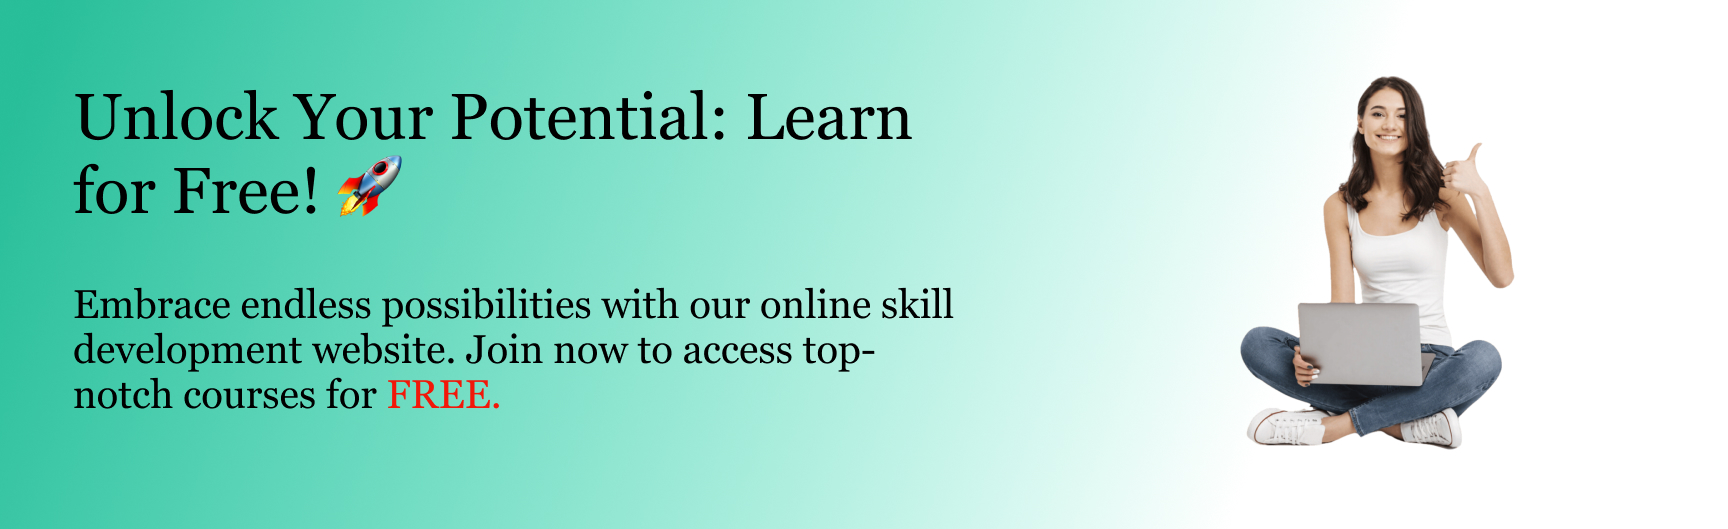 Unlock Your Potential: Learn
for Free! 🚀
Embrace endless possibilities with our online skill
development website. Join now to access top-
notch courses for FREE.